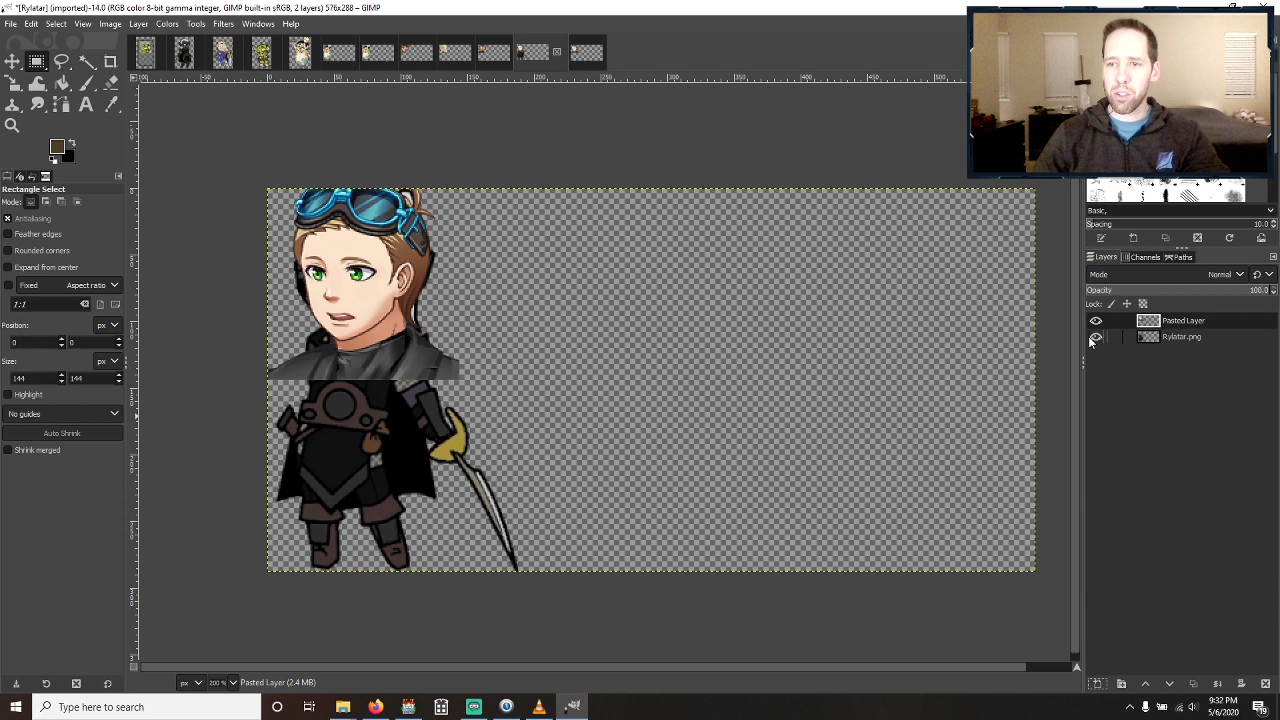 *[Rylatar] (imported)-14.0 (RGB color 8-bit gamma integer, GIMP built-in sRGB, 2 layers) 576x288 – GIMP
File Edit Select View Image Layer Colors Tools Filters Windows Help
Rectangle Select
Mode:
Antialiasing
Feather edges
Rounded corners
Expand from center
Fixed Aspect ratio
1:1
Position: px
0 0
Size: px
144 144
Highlight
No guides
Auto Shrink
Shrink merged
Basic,
Spacing 10.0
Layers Channels Paths
Mode Normal
Opacity 100.0
Lock:
Pasted Layer
Rylatar.png
px 200 % Pasted Layer (2.4 MB)
Type here to search
9:32 PM
5/6/2020